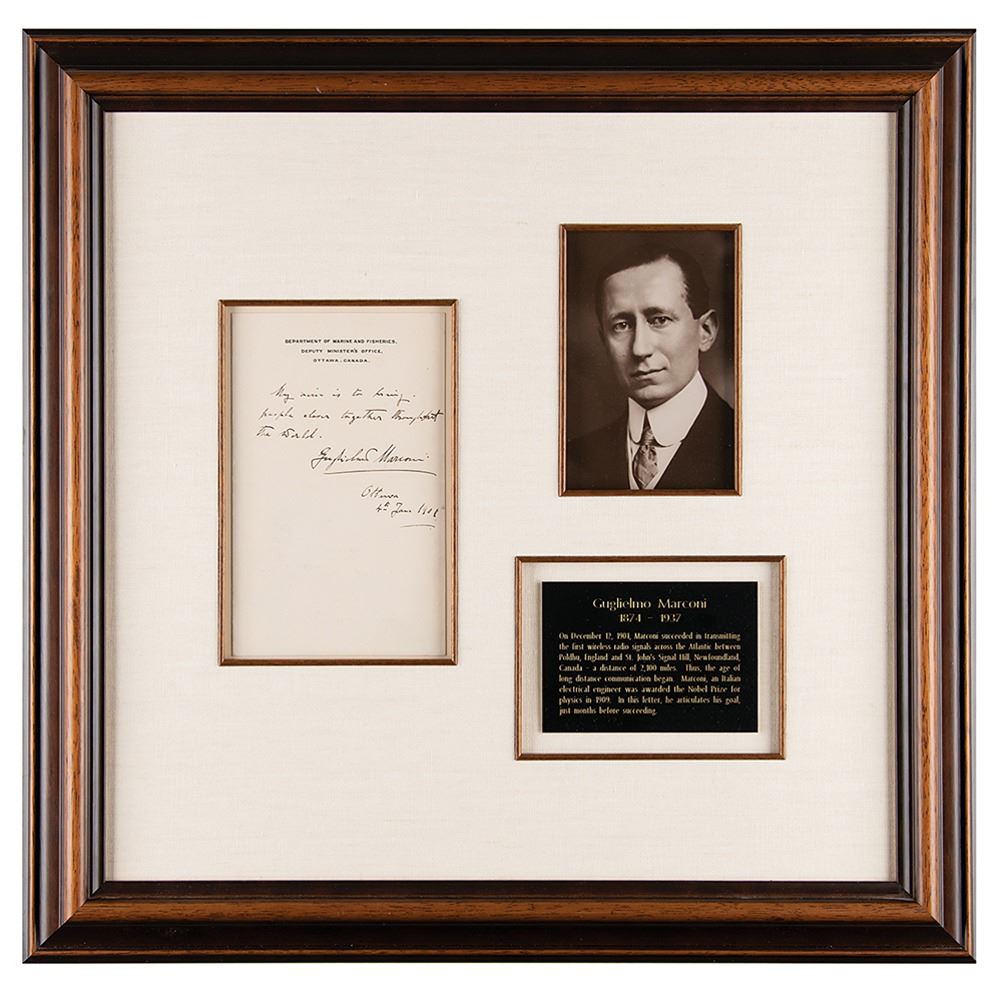 DEPARTMENT OF MARINE AND FISHERIES,
DEPUTY MINISTER'S OFFICE,
OTTAWA, CANADA.
My aim is to bring
people closer together throughout
the world.
Guglielmo Marconi
Ottawa
4th June
Guglielmo Marconi
1874 - 1937
On December 12, 1901, Marconi succeeded in transmitting
the first wireless radio signals across the Atlantic between
Poldhu, England and St. John's Signal Hill, Newfoundland,
Canada - a distance of 2,100 miles. Thus, the age of
long distance communication began. Marconi, an Italian
electrical engineer was awarded the Nobel Prize for
physics in 1909. In this letter, he articulates his goal,
just months before succeeding.